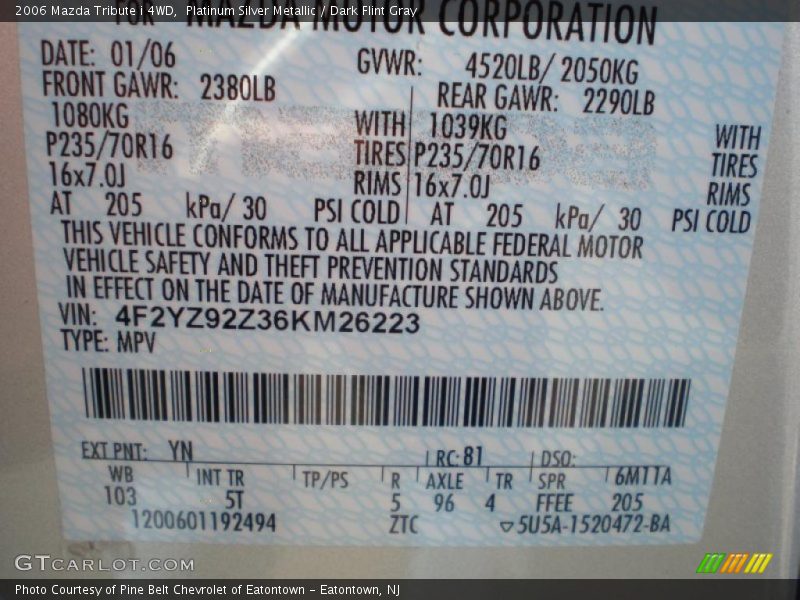 2006 Mazda Tribute i 4WD,  Platinum Silver Metallic / Dark Flint Gray
FOR MAZDA MOTOR CORPORATION
DATE: 01/06 GVWR: 4520LB/ 2050KG
FRONT GAWR: 2380LB REAR GAWR: 2290LB
1080KG WITH 1039KG WITH
P235/70R16 TIRES P235/70R16 TIRES
16x7.0J RIMS 16x7.0J RIMS
AT 205 kPa/ 30 PSI COLD AT 205 kPa/ 30 PSI COLD
THIS VEHICLE CONFORMS TO ALL APPLICABLE FEDERAL MOTOR
VEHICLE SAFETY AND THEFT PREVENTION STANDARDS
IN EFFECT ON THE DATE OF MANUFACTURE SHOWN ABOVE.
VIN: 4F2YZ92Z36KM26223
TYPE: MPV
EXT PNT: YN RC: 81 DSO:
WB INT TR TP/PS R AXLE TR SPR 6M11A
103 5T 5 96 4 FFEE 205
1200601192494 ZTC 5U5A-1520472-BA
GTCARLOT.COM
Photo Courtesy of Pine Belt Chevrolet of Eatontown – Eatontown, NJ